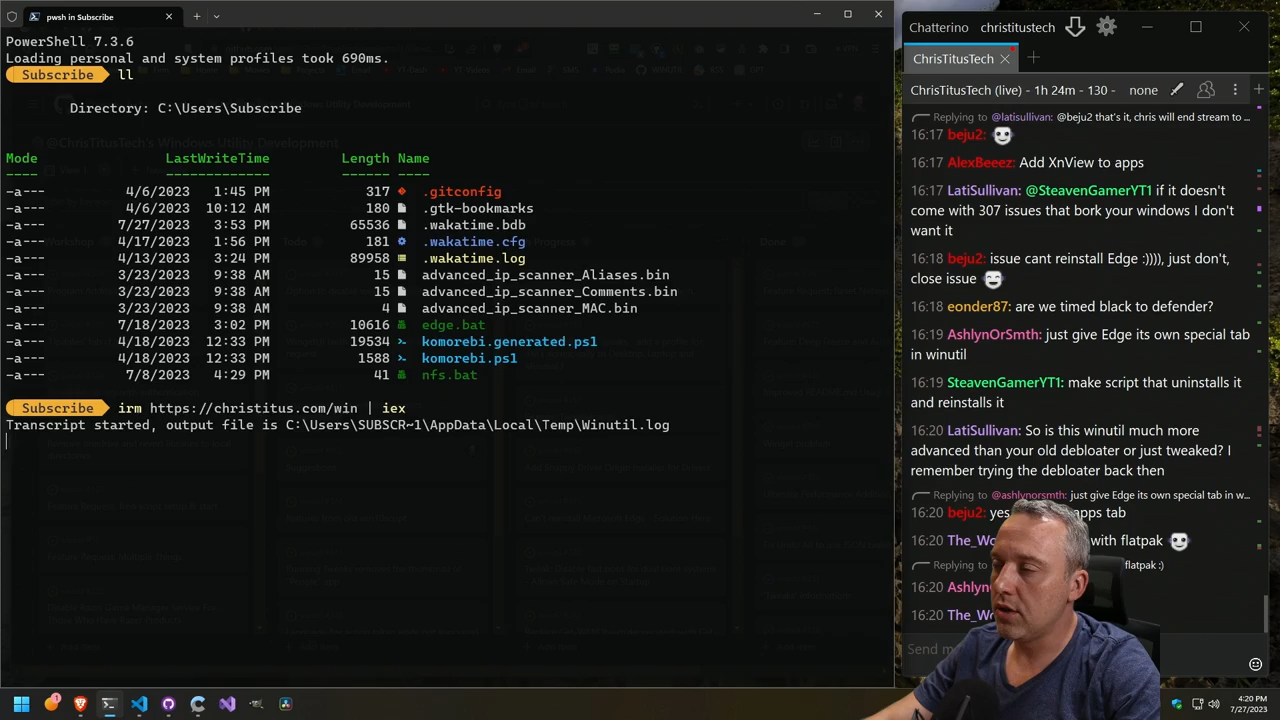 pwsh in Subscribe
PowerShell 7.3.6
Loading personal and system profiles took 690ms.
Subscribe ll
Directory: C:\Users\Subscribe
Mode LastWriteTime Length Name
---- ------------- ------ ----
-a--- 4/6/2023 1:45 PM 317 .gitconfig
-a--- 4/6/2023 10:12 AM 180 .gtk-bookmarks
-a--- 7/27/2023 3:53 PM 65536 .wakatime.bdb
-a--- 4/17/2023 1:56 PM 181 .wakatime.cfg
-a--- 4/13/2023 3:24 PM 89958 .wakatime.log
-a--- 3/23/2023 9:38 AM 15 advanced_ip_scanner_Aliases.bin
-a--- 3/23/2023 9:38 AM 15 advanced_ip_scanner_Comments.bin
-a--- 3/23/2023 9:38 AM 4 advanced_ip_scanner_MAC.bin
-a--- 7/18/2023 3:02 PM 10616 edge.bat
-a--- 4/18/2023 12:33 PM 19534 komorebi.generated.ps1
-a--- 4/18/2023 12:33 PM 1588 komorebi.ps1
-a--- 7/8/2023 4:29 PM 41 nfs.bat
Subscribe irm https://christitus.com/win | iex
Transcript started, output file is C:\Users\SUBSCR~1\AppData\Local\Temp\Winutil.log
Chatterino christitustech
ChrisTitusTech
ChrisTitusTech (live) - 1h 24m - 130 - none
Replying to @latisullivan: @beju2 that's it, chris will end stream to ...
16:17 beju2:
16:17 AlexBeeez: Add XnView to apps
16:17 LatiSullivan: @SteavenGamerYT1 if it doesn't
come with 307 issues that bork your windows I don't
want it
16:18 beju2: issue cant reinstall Edge :)))), just don't,
close issue
16:18 eonder87: are we timed black to defender?
16:19 AshlynOrSmth: just give Edge its own special tab
in winutil
16:19 SteavenGamerYT1: make script that uninstalls it
and reinstalls it
16:20 LatiSullivan: So is this winutil much more
advanced than your old debloater or just tweaked? I
remember trying the debloater back then
Replying to @ashlynorsmth: just give Edge its own special tab in w...
16:20 beju2: yes apps tab
16:20 The_Wo with flatpak
Replying to flatpak :)
16:20 Ashlyn
16:20 The_Wo
Send m
4:20 PM
7/27/2023